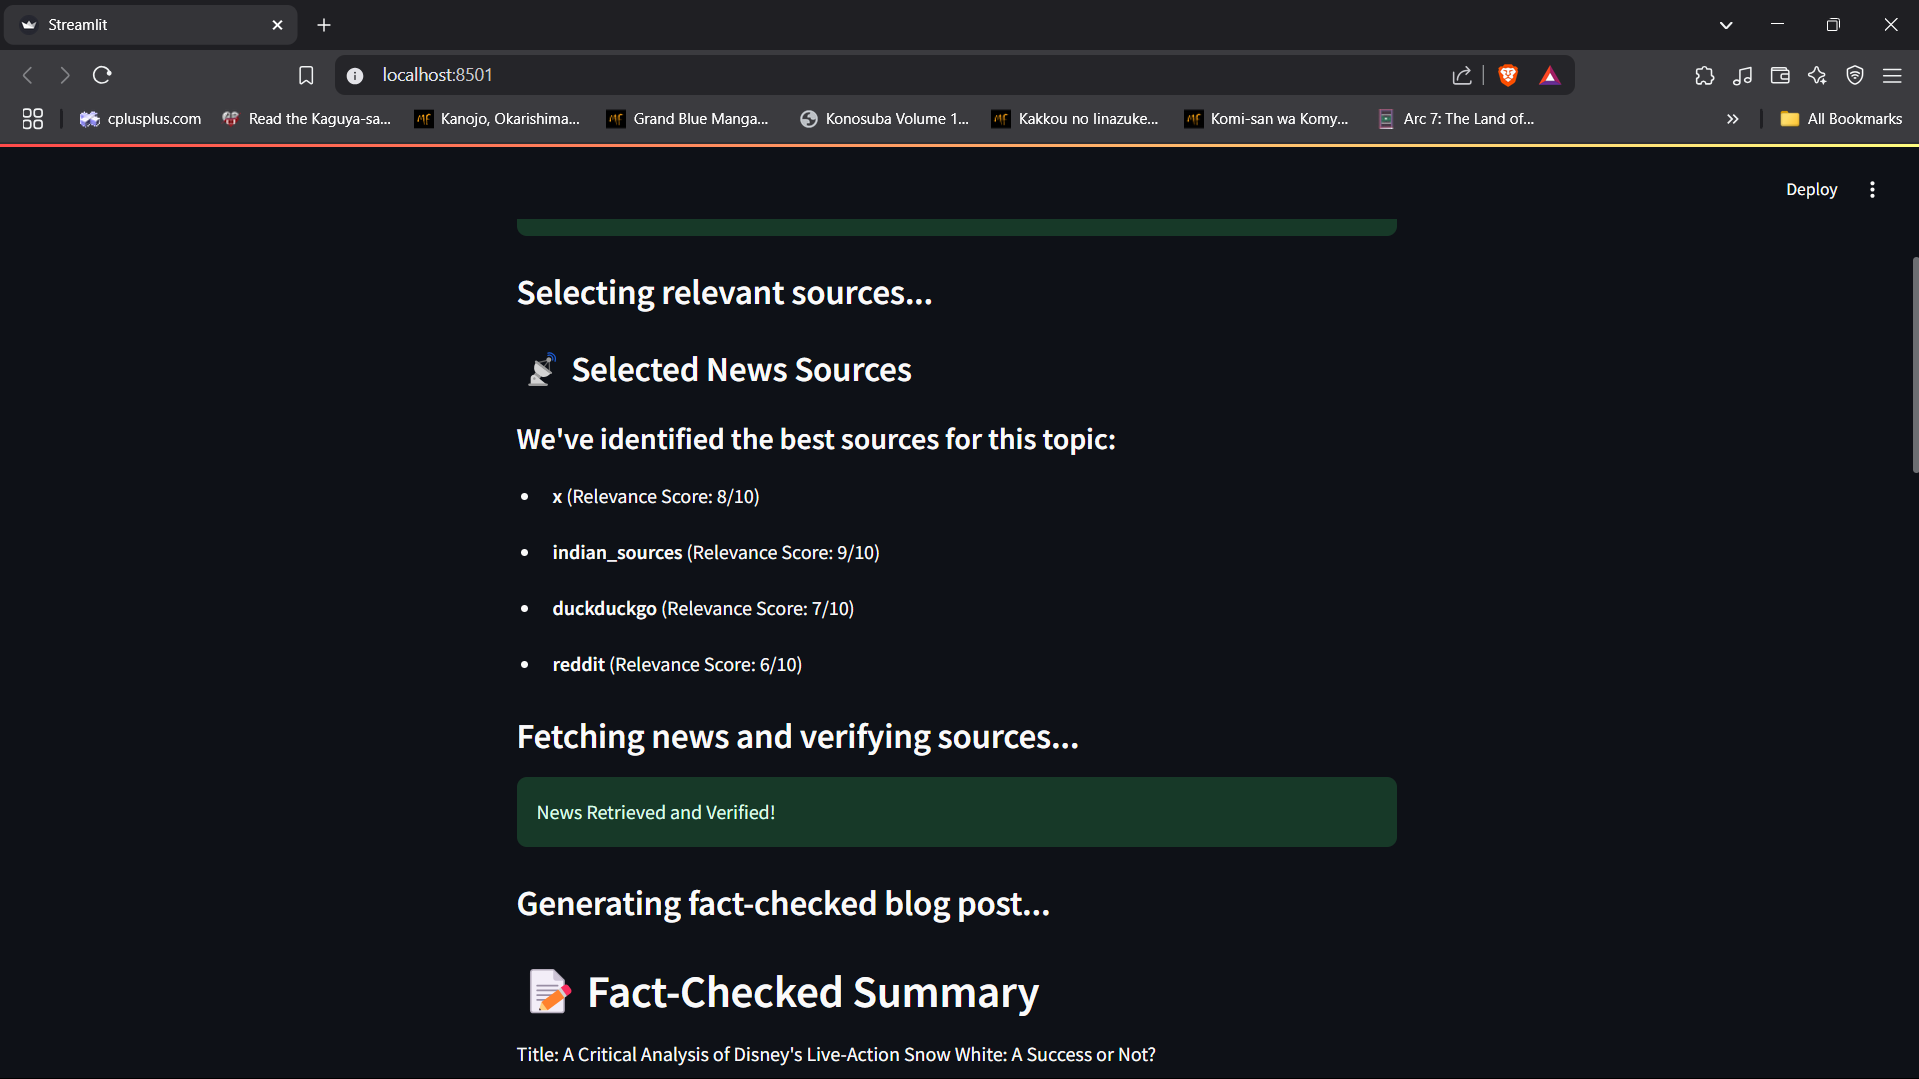 Streamlit
localhost:8501
cplusplus.com
Read the Kaguya-sa...
Kanojo, Okarishima...
Grand Blue Manga...
Konosuba Volume 1...
Kakkou no Iinazuke...
Komi-san wa Komy...
Arc 7: The Land of...
All Bookmarks
Deploy
Selecting relevant sources...
Selected News Sources
We've identified the best sources for this topic:
x (Relevance Score: 8/10)
indian_sources (Relevance Score: 9/10)
duckduckgo (Relevance Score: 7/10)
reddit (Relevance Score: 6/10)
Fetching news and verifying sources...
News Retrieved and Verified!
Generating fact-checked blog post...
Fact-Checked Summary
Title: A Critical Analysis of Disney's Live-Action Snow White: A Success or Not?